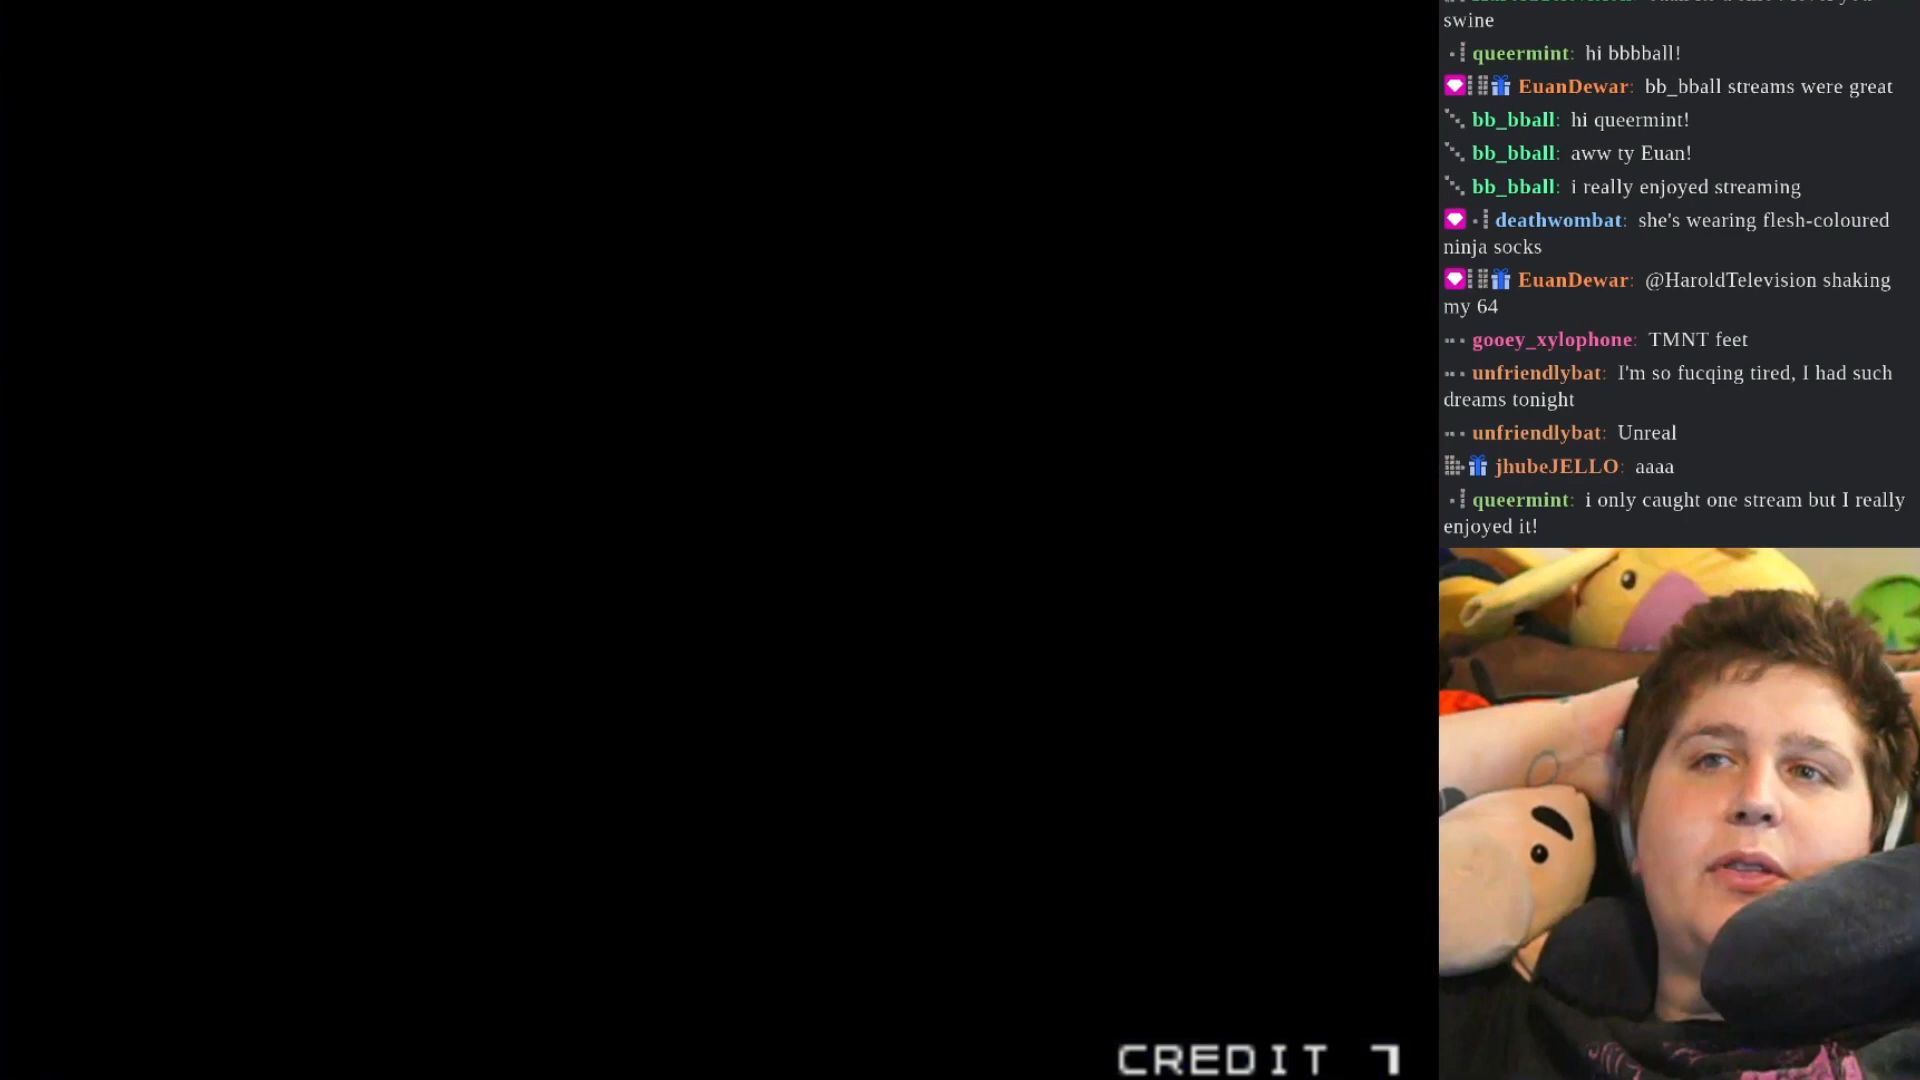 swine
queermint: hi bbbball!
EuanDewar: bb_bball streams were great
bb_bball: hi queermint!
bb_bball: aww ty Euan!
bb_bball: i really enjoyed streaming
deathwombat: she's wearing flesh-coloured
ninja socks
EuanDewar: @HaroldTelevision shaking
my 64
gooey_xylophone: TMNT feet
unfriendlybat: I'm so fucqing tired, I had such
dreams tonight
unfriendlybat: Unreal
jhubeJELLO: aaaa
queermint: i only caught one stream but I really
enjoyed it!
CREDIT 7